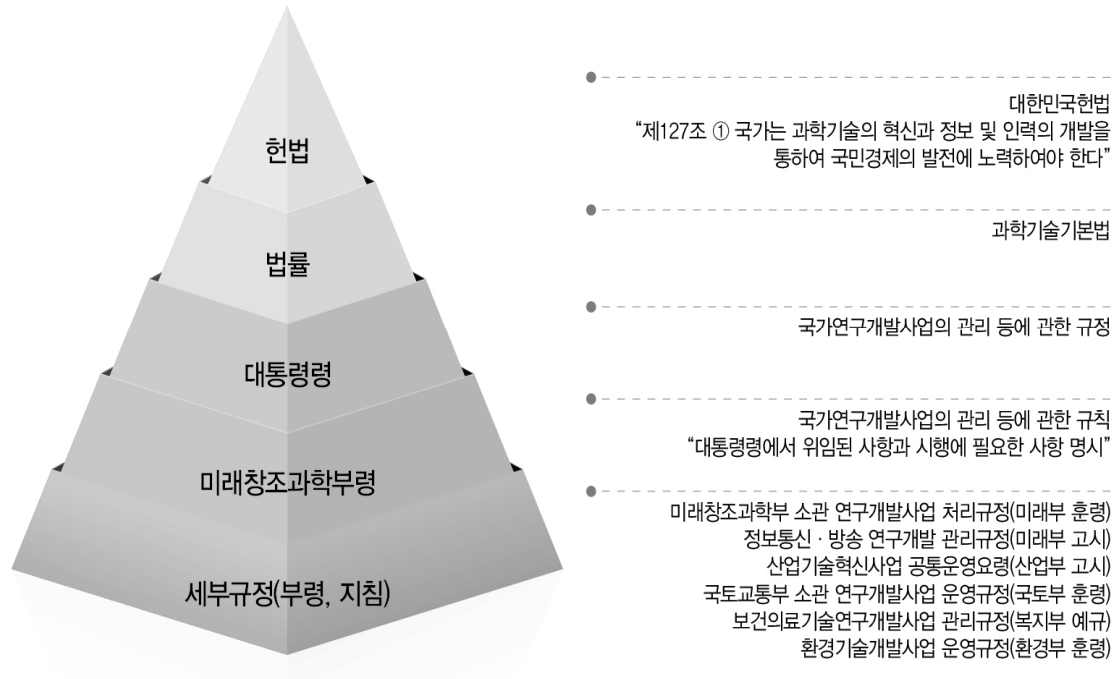 헌법
대한민국헌법
“제127조 ① 국가는 과학기술의 혁신과 정보 및 인력의 개발을
통하여 국민경제의 발전에 노력하여야 한다”
법률
과학기술기본법
대통령령
국가연구개발사업의 관리 등에 관한 규정
미래창조과학부령
국가연구개발사업의 관리 등에 관한 규칙
“대통령령에서 위임된 사항과 시행에 필요한 사항 명시”
세부규정(부령, 지침)
미래창조과학부 소관 연구개발사업 처리규정(미래부 훈령)
정보통신 · 방송 연구개발 관리규정(미래부 고시)
산업기술혁신사업 공통운영요령(산업부 고시)
국토교통부 소관 연구개발사업 운영규정(국토부 훈령)
보건의료기술연구개발사업 관리규정(복지부 예규)
환경기술개발사업 운영규정(환경부 훈령)